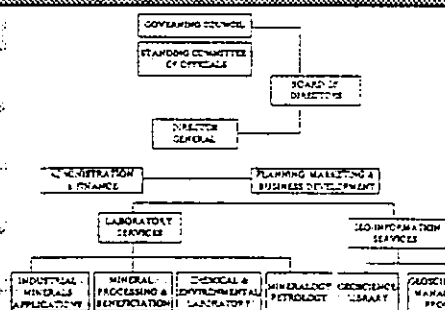 GOVERNING COUNCIL
STANDING COMMITTEE
OF OFFICIALS
BOARD OF
DIRECTORS
DIRECTOR
GENERAL
ADMINISTRATION
& FINANCE
PLANNING MARKETING &
BUSINESS DEVELOPMENT
LABORATORY
SERVICES
GEO-INFORMATION
SERVICES
INDUSTRIAL
MINERALS
APPLICATIONS
MINERAL
PROCESSING &
BENEFICIATION
CHEMICAL &
ENVIRONMENTAL
LABORATORY
MINERALOGY
PETROLOGY
GEOSCIENCE
LIBRARY